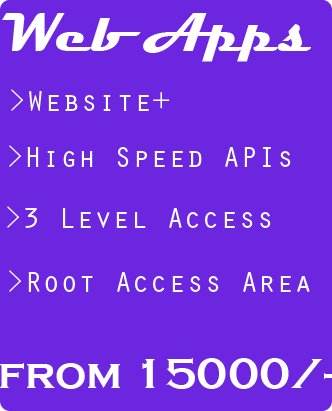 Web Apps
>Website+
>High Speed APIs
>3 Level Access
>Root Access Area
FROM 15000/-